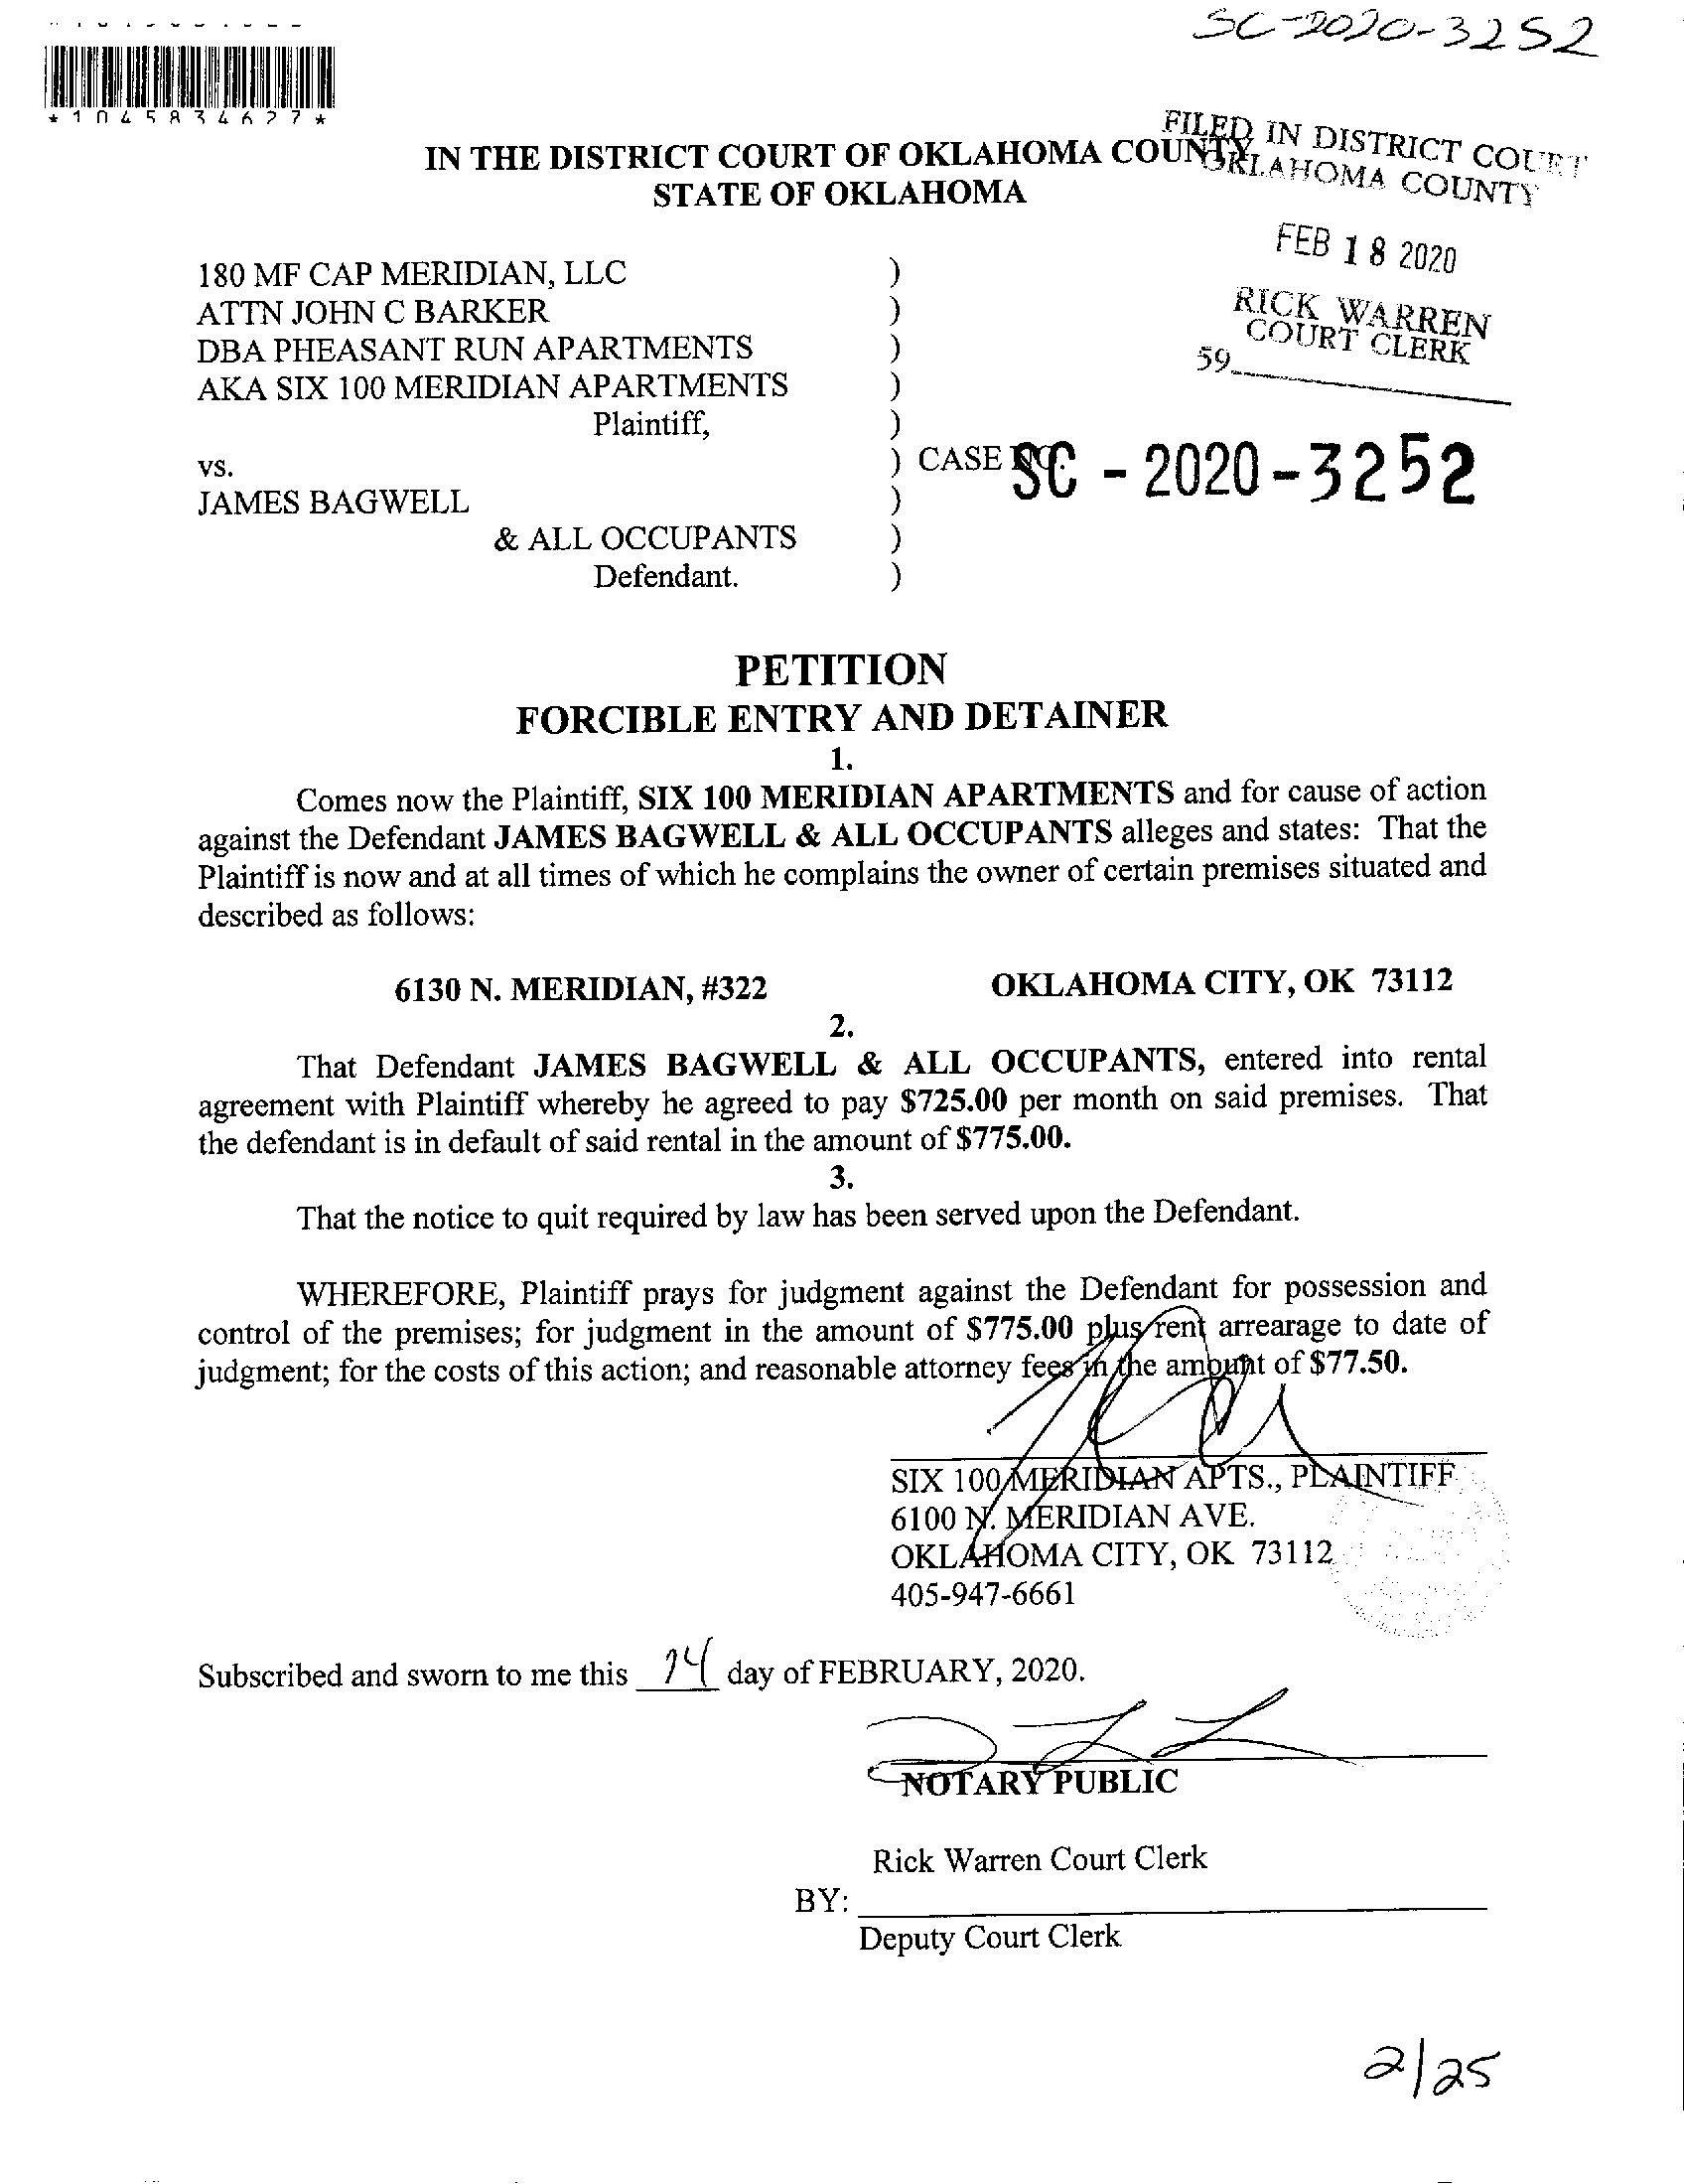 SC-2020-3252
*1045834627*
FILED IN DISTRICT COURT
OKLAHOMA COUNTY
IN THE DISTRICT COURT OF OKLAHOMA COUNTY
STATE OF OKLAHOMA
FEB 18 2020
RICK WARREN
COURT CLERK
59
180 MF CAP MERIDIAN, LLC )
ATTN JOHN C BARKER )
DBA PHEASANT RUN APARTMENTS )
AKA SIX 100 MERIDIAN APARTMENTS )
Plaintiff, )
vs. ) CASE NO. SC - 2020 - 3252
JAMES BAGWELL )
& ALL OCCUPANTS )
Defendant. )
PETITION
FORCIBLE ENTRY AND DETAINER
1.
Comes now the Plaintiff, SIX 100 MERIDIAN APARTMENTS and for cause of action
against the Defendant JAMES BAGWELL & ALL OCCUPANTS alleges and states: That the
Plaintiff is now and at all times of which he complains the owner of certain premises situated and
described as follows:
6130 N. MERIDIAN, #322 OKLAHOMA CITY, OK 73112
2.
That Defendant JAMES BAGWELL & ALL OCCUPANTS, entered into rental
agreement with Plaintiff whereby he agreed to pay $725.00 per month on said premises. That
the defendant is in default of said rental in the amount of $775.00.
3.
That the notice to quit required by law has been served upon the Defendant.
WHEREFORE, Plaintiff prays for judgment against the Defendant for possession and
control of the premises; for judgment in the amount of $775.00 plus rent arrearage to date of
judgment; for the costs of this action; and reasonable attorney fees in the amount of $77.50.
SIX 100 MERIDIAN APTS., PLAINTIFF
6100 N. MERIDIAN AVE.
OKLAHOMA CITY, OK 73112
405-947-6661
Subscribed and sworn to me this 14 day of FEBRUARY, 2020.
NOTARY PUBLIC
Rick Warren Court Clerk
BY:
Deputy Court Clerk
2/25